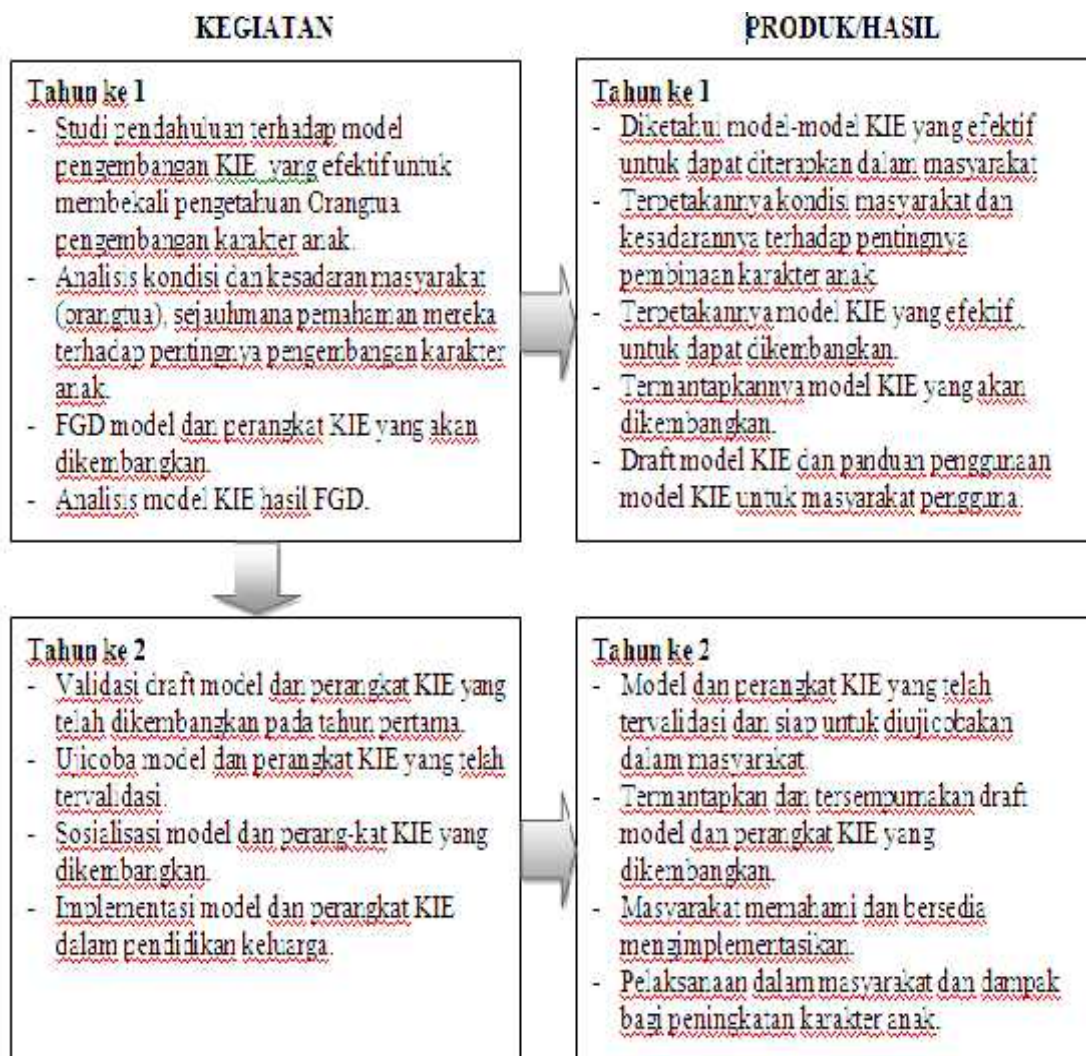 KEGIATAN
PRODUK/HASIL
Tahun ke 1
- Studi pendahuluan terhadap model
pengembangan KIE yang efektif untuk
membekali pengetahuan Orangtua
pengembangan karakter anak.
- Analisis kondisi dan kesadaran masyarakat
(orangtua), sejauhmana pemahaman mereka
terhadap pentingnya pengembangan karakter
anak.
- FGD model dan perangkat KIE yang akan
dikembangkan.
- Analisis model KIE hasil FGD.
Tahun ke 1
- Diketahui model-model KIE yang efektif
untuk dapat diterapkan dalam masyarakat
- Terpetakannya kondisi masyarakat dan
kesadarannya terhadap pentingnya
pembinaan karakter anak.
- Terpetakannya model KIE yang efektif
untuk dapat dikembangkan.
- Termantapkannya model KIE yang akan
dikembangkan.
- Draft model KIE dan panduan penggunaan
model KIE untuk masyarakat pengguna.
Tahun ke 2
- Validasi draft model dan perangkat KIE yang
telah dikembangkan pada tahun pertama.
- Ujicoba model dan perangkat KIE yang telah
tervalidasi.
- Sosialisasi model dan perang-kat KIE yang
dikembangkan.
- Implementasi model dan perangkat KIE
dalam pendidikan keluarga.
Tahun ke 2
- Model dan perangkat KIE yang telah
tervalidasi dan siap untuk diujicobakan
dalam masyarakat.
- Termantapkan dan tersempurnakan draft
model dan perangkat KIE yang
dikembangkan.
- Masyarakat memahami dan bersedia
mengimplementasikan.
- Pelaksanaan dalam masyarakat dan dampak
bagi peningkatan karakter anak.